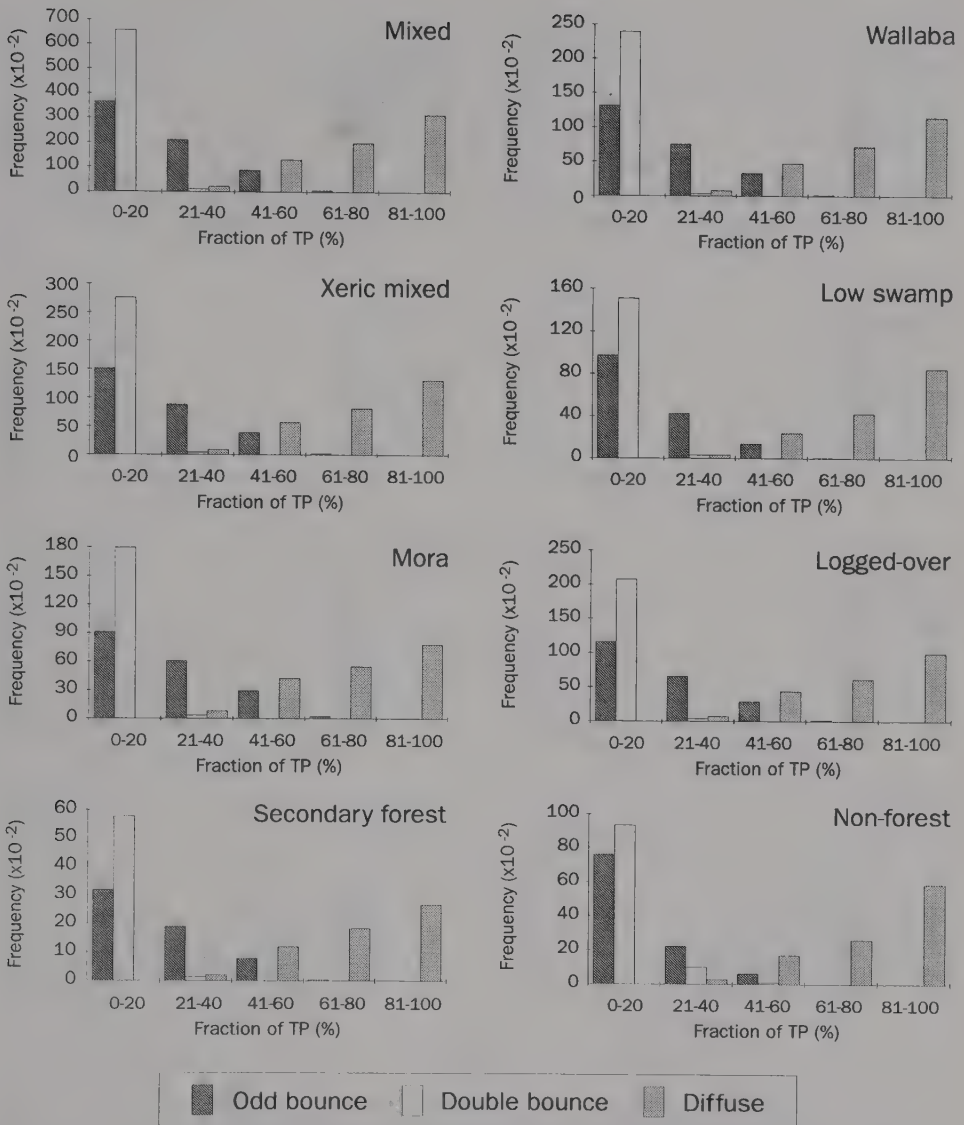 Mixed
Frequency (x10⁻²)
700
600
500
400
300
200
100
0
0-20 21-40 41-60 61-80 81-100
Fraction of TP (%)
Wallaba
Frequency (x10⁻²)
250
200
150
100
50
0
0-20 21-40 41-60 61-80 81-100
Fraction of TP (%)
Xeric mixed
Frequency (x10⁻²)
300
250
200
150
100
50
0
0-20 21-40 41-60 61-80 81-100
Fraction of TP (%)
Low swamp
Frequency (x10⁻²)
160
120
80
40
0
0-20 21-40 41-60 61-80 81-100
Fraction of TP (%)
Mora
Frequency (x10⁻²)
180
150
120
90
60
30
0
0-20 21-40 41-60 61-80 81-100
Fraction of TP (%)
Logged-over
Frequency (x10⁻²)
250
200
150
100
50
0
0-20 21-40 41-60 61-80 81-100
Fraction of TP (%)
Secondary forest
Frequency (x10⁻²)
60
50
40
30
20
10
0
0-20 21-40 41-60 61-80 81-100
Fraction of TP (%)
Non-forest
Frequency (x10⁻²)
100
80
60
40
20
0
0-20 21-40 41-60 61-80 81-100
Fraction of TP (%)
Odd bounce Double bounce Diffuse